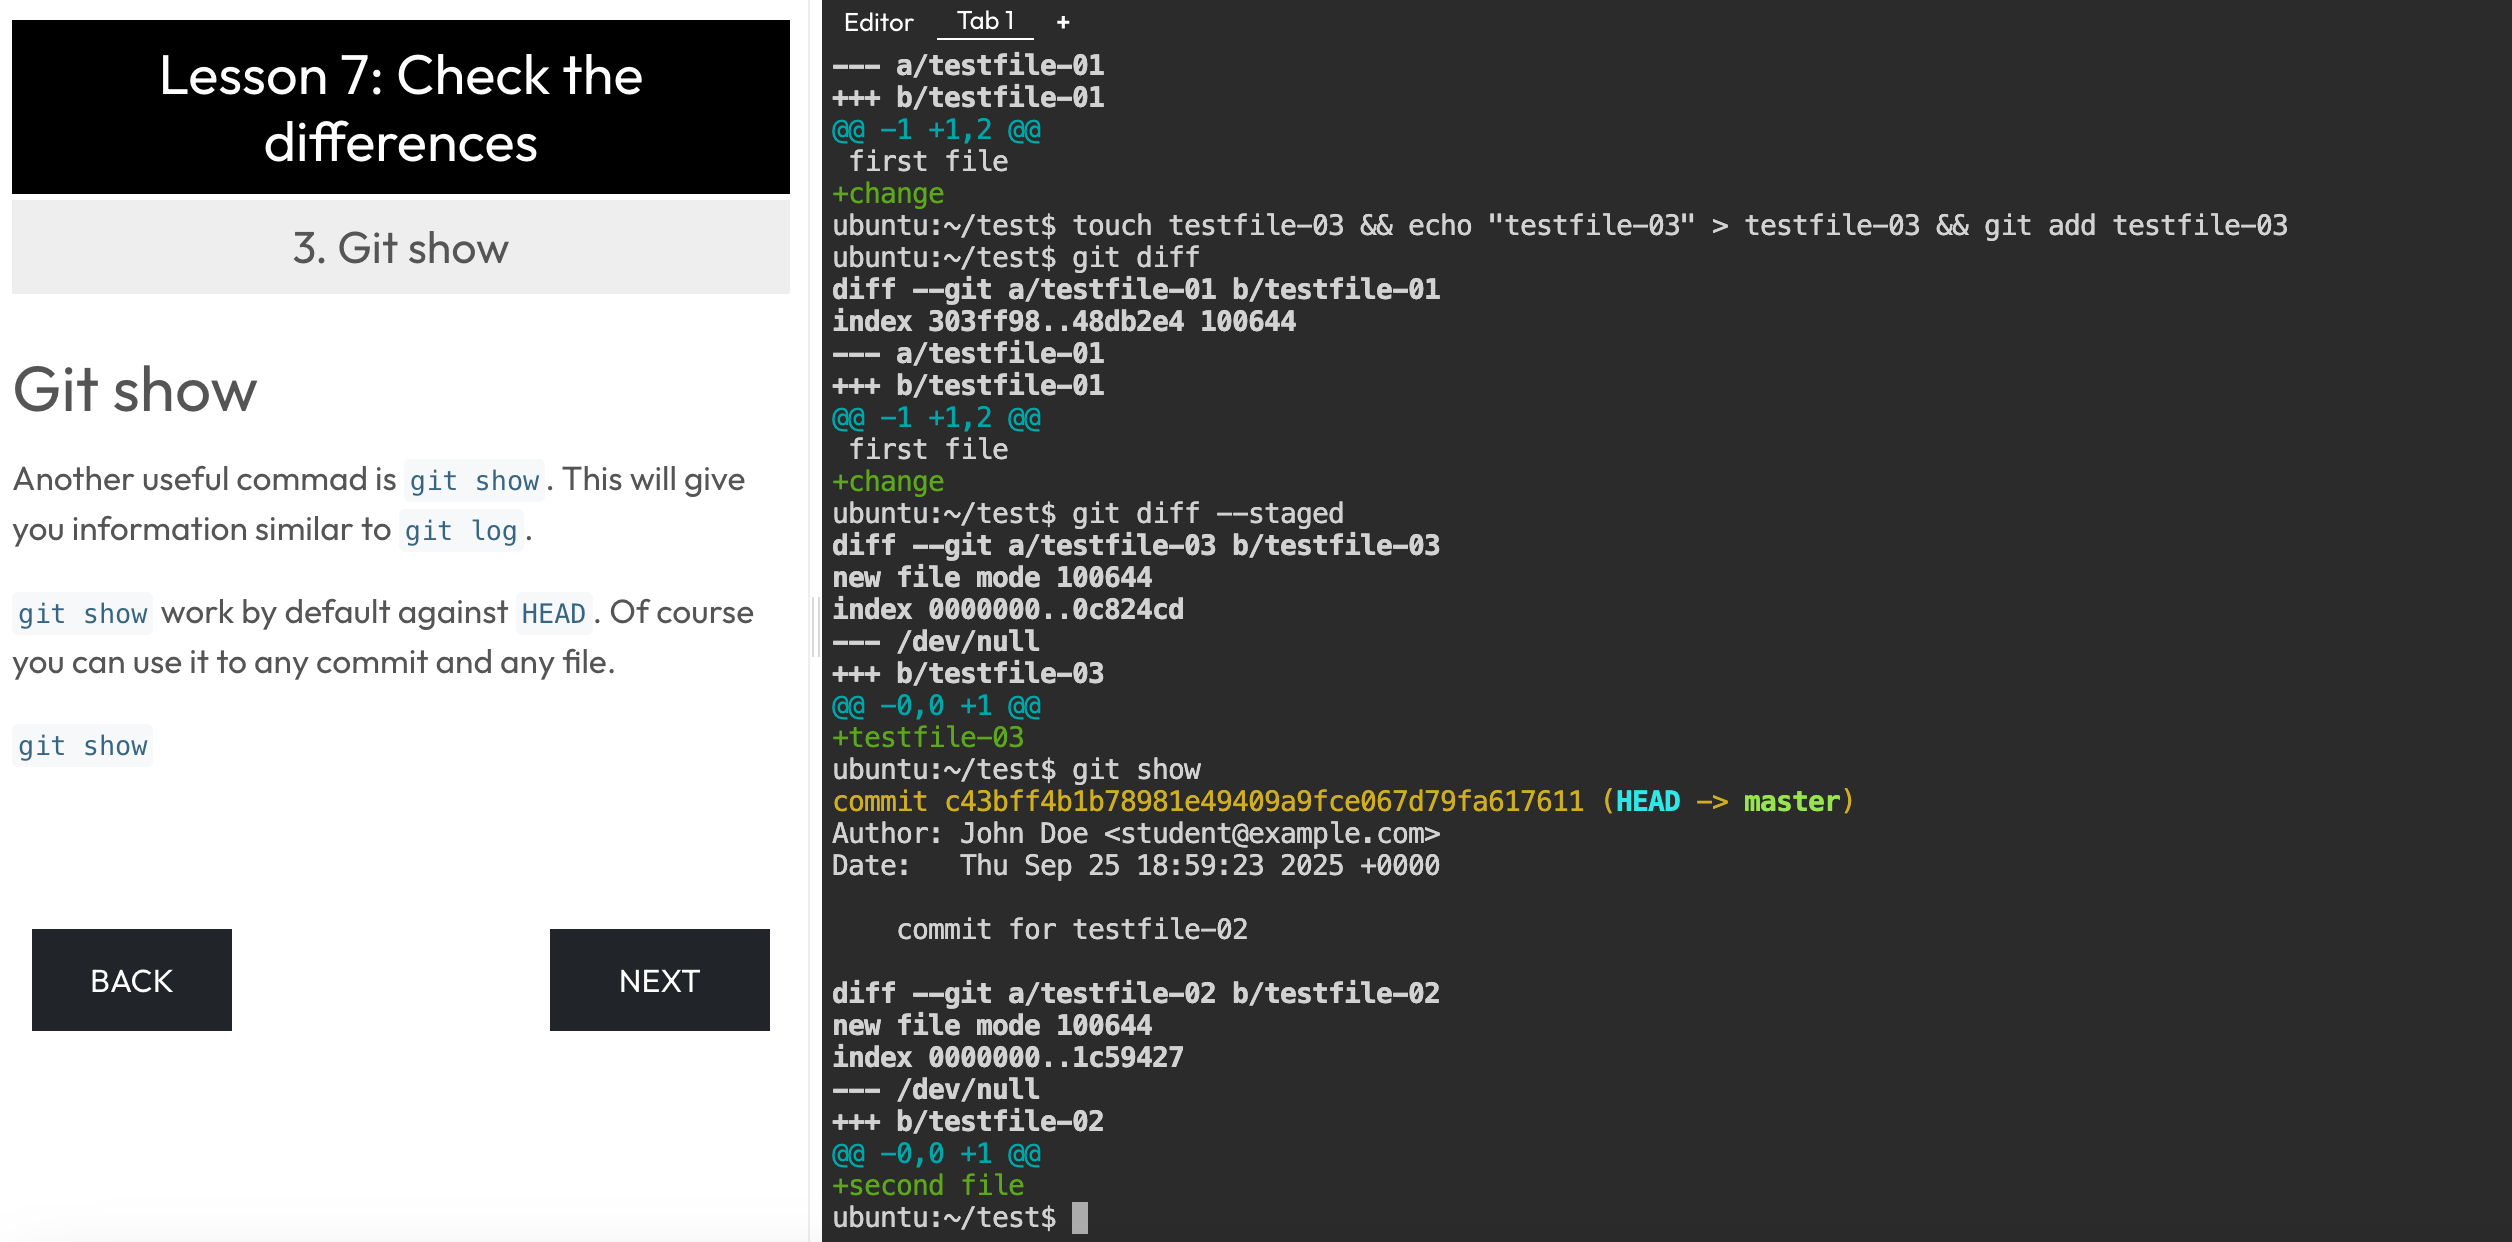 Lesson 7: Check the
differences
3. Git show
Git show
Another useful commad is git show. This will give
you information similar to git log.
git show work by default against HEAD. Of course
you can use it to any commit and any file.
git show
BACK
NEXT
Editor Tab 1 +
--- a/testfile-01
+++ b/testfile-01
@@ -1 +1,2 @@
 first file
+change
ubuntu:~/test$ touch testfile-03 && echo "testfile-03" > testfile-03 && git add testfile-03
ubuntu:~/test$ git diff
diff --git a/testfile-01 b/testfile-01
index 303ff98..48db2e4 100644
--- a/testfile-01
+++ b/testfile-01
@@ -1 +1,2 @@
 first file
+change
ubuntu:~/test$ git diff --staged
diff --git a/testfile-03 b/testfile-03
new file mode 100644
index 0000000..0c824cd
--- /dev/null
+++ b/testfile-03
@@ -0,0 +1 @@
+testfile-03
ubuntu:~/test$ git show
commit c43bff4b1b78981e49409a9fce067d79fa617611 (HEAD -> master)
Author: John Doe <student@example.com>
Date:   Thu Sep 25 18:59:23 2025 +0000
    commit for testfile-02
diff --git a/testfile-02 b/testfile-02
new file mode 100644
index 0000000..1c59427
--- /dev/null
+++ b/testfile-02
@@ -0,0 +1 @@
+second file
ubuntu:~/test$